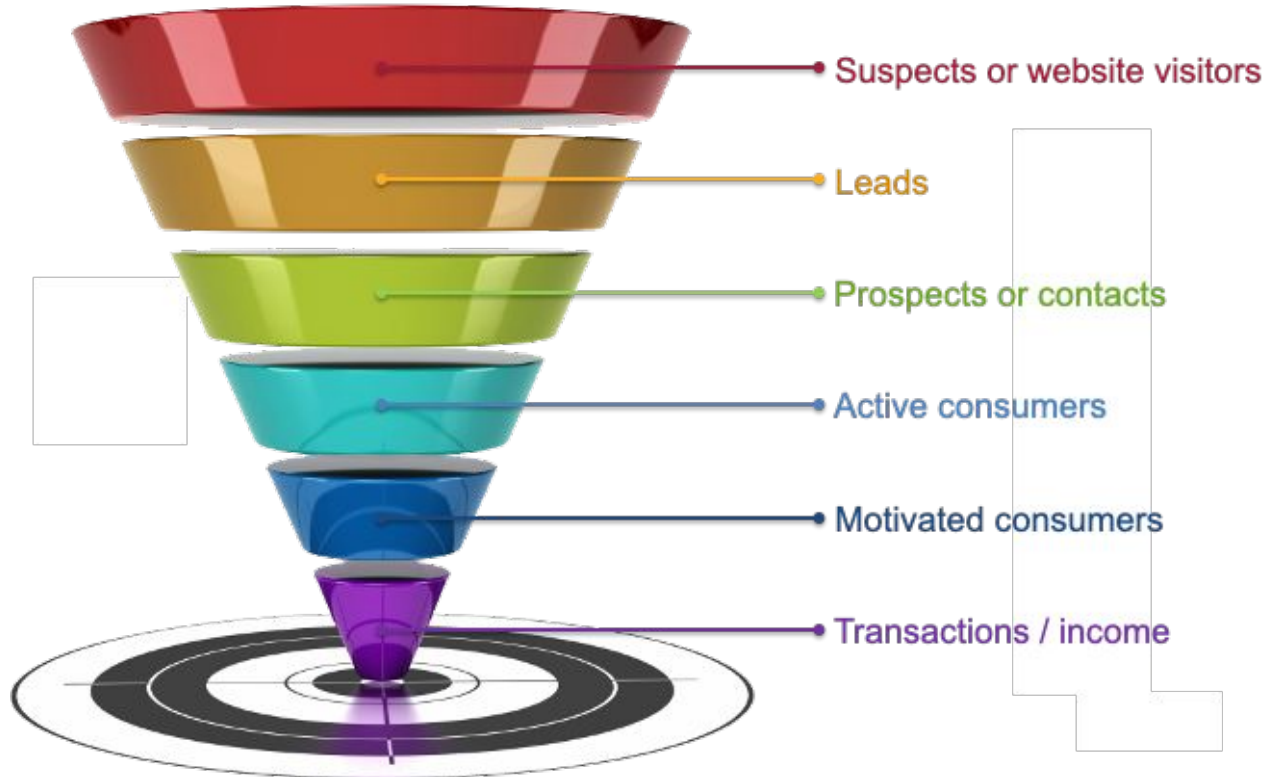 Suspects or website visitors
Leads
Prospects or contacts
Active consumers
Motivated consumers
Transactions / income